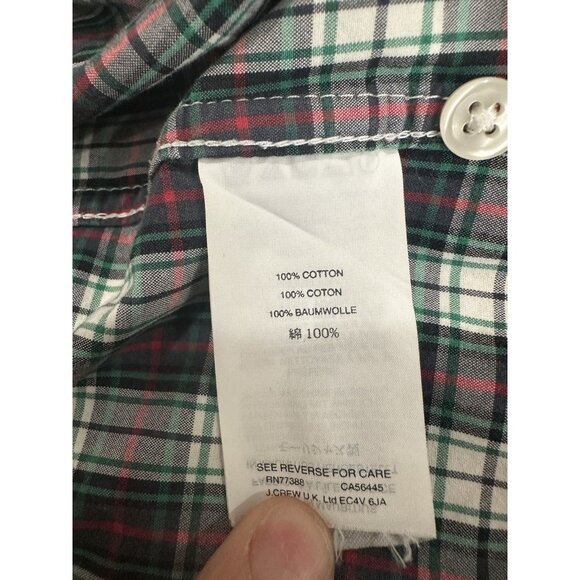 100% COTTON
100% COTON
100% BAUMWOLLE
綿 100%
SEE REVERSE FOR CARE
RN77388 CA56445
J.CREW U.K. Ltd EC4V 6JA